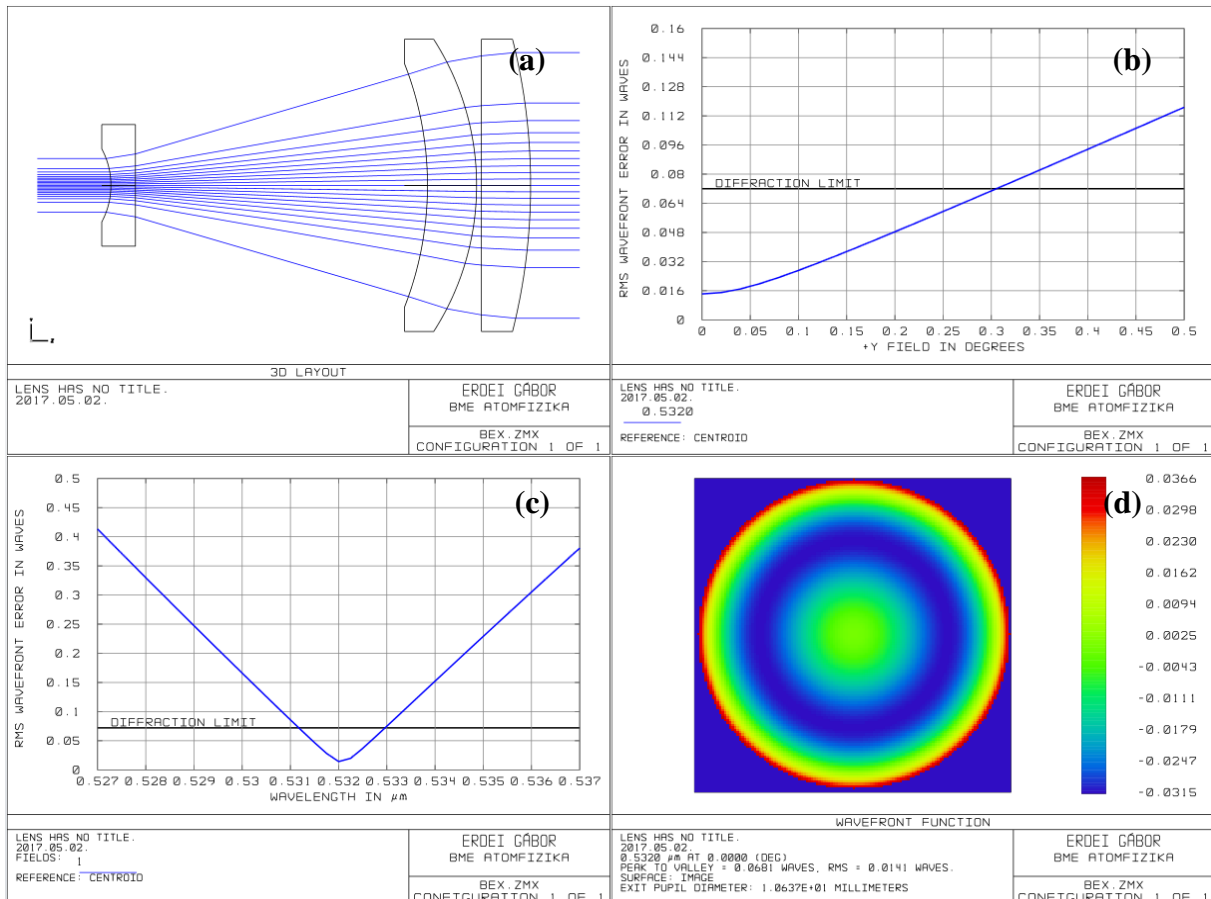 (a)
3D LAYOUT
LENS HAS NO TITLE.
2017.05.02.
ERDEI GÁBOR
BME ATOMFIZIKA
BEX.ZMX
CONFIGURATION 1 OF 1
(b)
RMS WAVEFRONT ERROR IN WAVES
0.16
0.144
0.128
0.112
0.096
0.08
0.064
0.048
0.032
0.016
0
DIFFRACTION LIMIT
0 0.05 0.1 0.15 0.2 0.25 0.3 0.35 0.4 0.45 0.5
+Y FIELD IN DEGREES
LENS HAS NO TITLE.
2017.05.02.
0.5320
REFERENCE: CENTROID
ERDEI GÁBOR
BME ATOMFIZIKA
BEX.ZMX
CONFIGURATION 1 OF 1
(c)
RMS WAVEFRONT ERROR IN WAVES
0.5
0.45
0.4
0.35
0.3
0.25
0.2
0.15
0.1
0.05
0
DIFFRACTION LIMIT
0.527 0.528 0.529 0.53 0.531 0.532 0.533 0.534 0.535 0.536 0.537
WAVELENGTH IN µm
LENS HAS NO TITLE.
2017.05.02.
FIELDS: 1
REFERENCE: CENTROID
ERDEI GÁBOR
BME ATOMFIZIKA
BEX.ZMX
CONFIGURATION 1 OF 1
(d)
0.0366
0.0298
0.0230
0.0162
0.0094
0.0025
-0.0043
-0.0111
-0.0179
-0.0247
-0.0315
WAVEFRONT FUNCTION
LENS HAS NO TITLE.
2017.05.02.
0.5320 µm AT 0.0000 (DEG)
PEAK TO VALLEY = 0.0681 WAVES, RMS = 0.0141 WAVES.
SURFACE: IMAGE
EXIT PUPIL DIAMETER: 1.0637E+01 MILLIMETERS
ERDEI GÁBOR
BME ATOMFIZIKA
BEX.ZMX
CONFIGURATION 1 OF 1